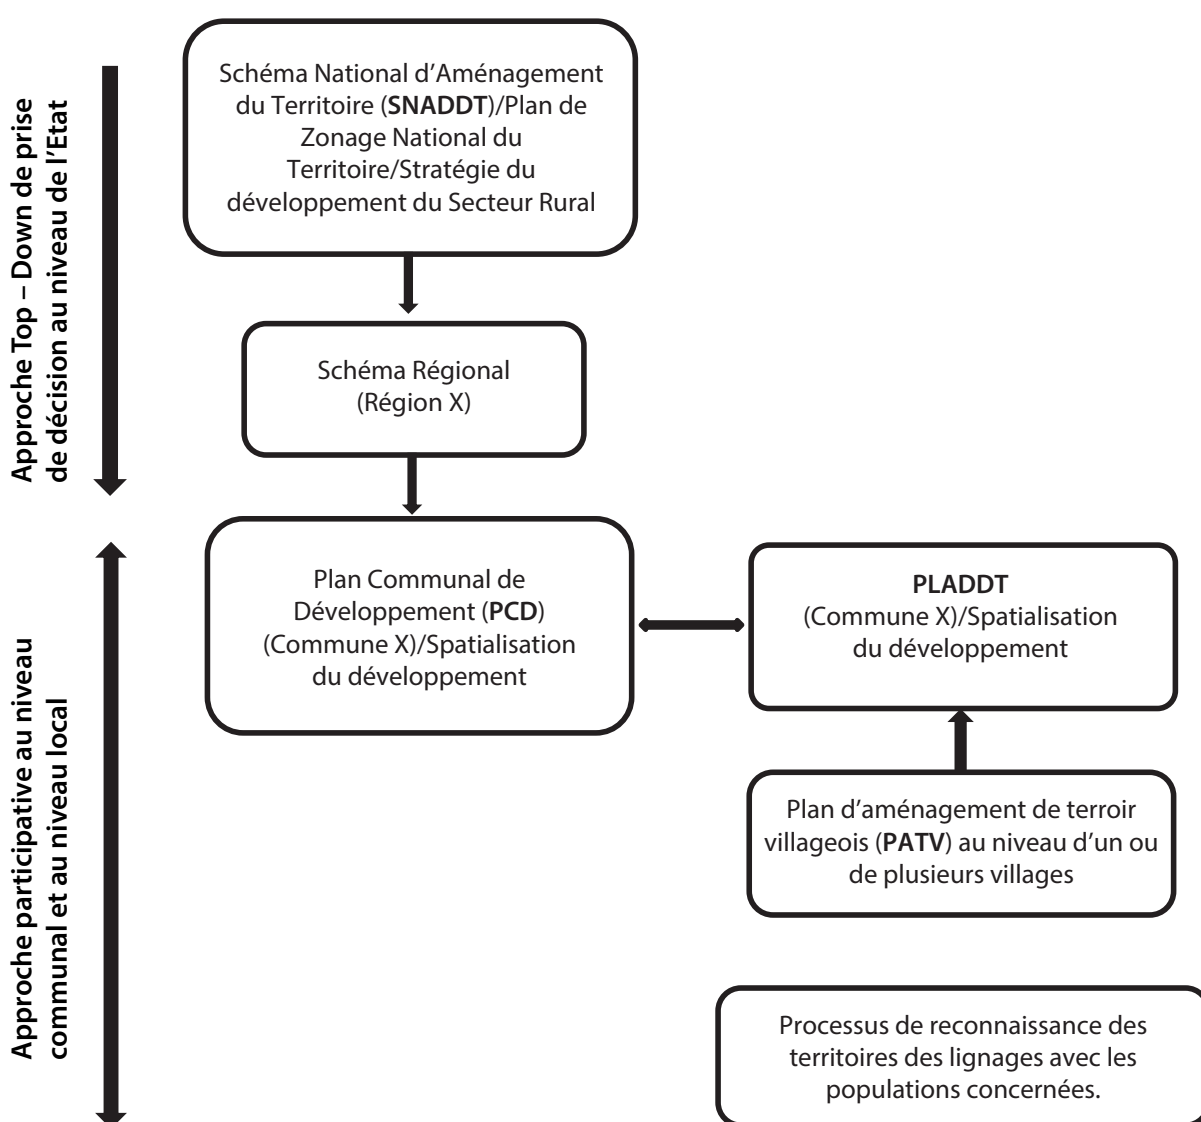 Approche Top – Down de prise
de décision au niveau de l'Etat
Schéma National d'Aménagement
du Territoire (SNADDT)/Plan de
Zonage National du
Territoire/Stratégie du
développement du Secteur Rural
Schéma Régional
(Région X)
Approche participative au niveau
communal et au niveau local
Plan Communal de
Développement (PCD)
(Commune X)/Spatialisation
du développement
PLADDT
(Commune X)/Spatialisation
du développement
Plan d'aménagement de terroir
villageois (PATV) au niveau d'un ou
de plusieurs villages
Processus de reconnaissance des
territoires des lignages avec les
populations concernées.